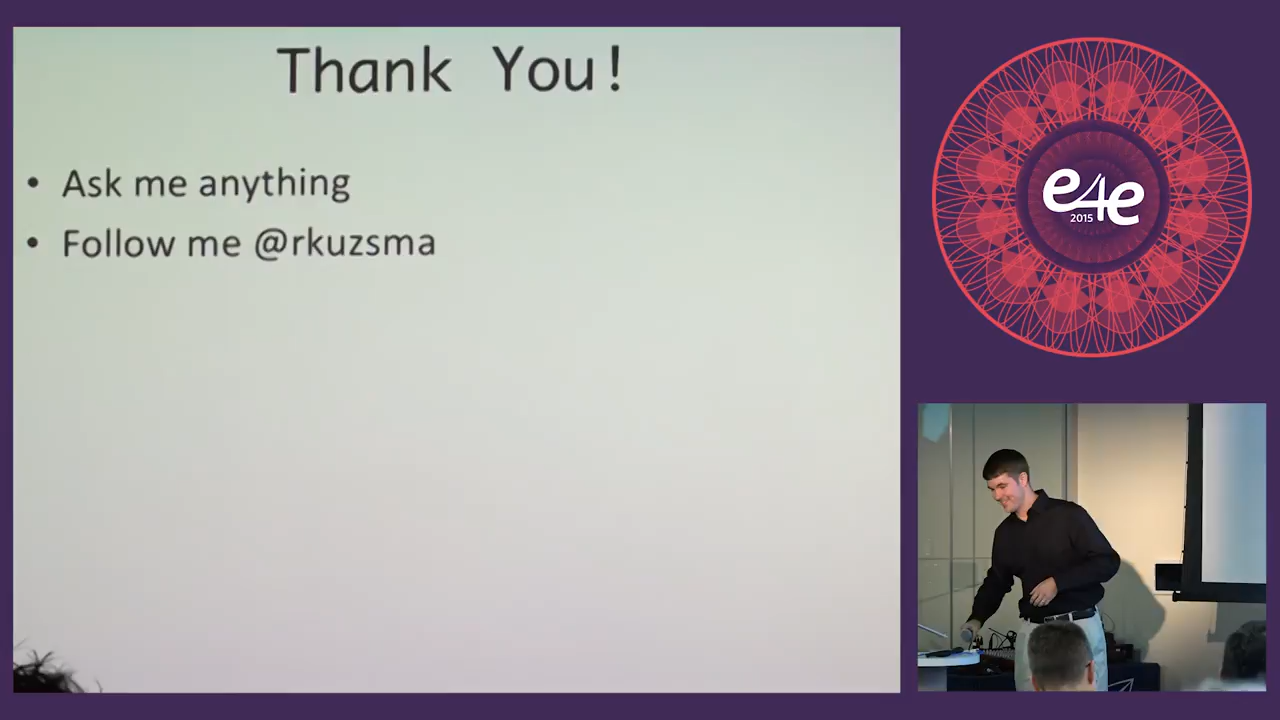 Thank You!
• Ask me anything
• Follow me @rkuzsma
e4e
2015